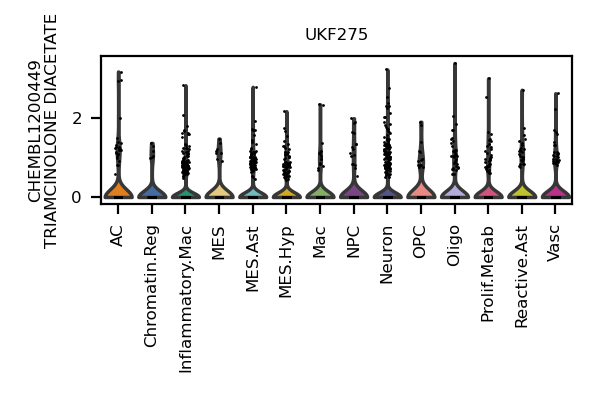 UKF275
CHEMBL1200449
TRIAMCINOLONE DIACETATE
2
0
AC
Chromatin.Reg
Inflammatory.Mac
MES
MES.Ast
MES.Hyp
Mac
NPC
Neuron
OPC
Oligo
Prolif.Metab
Reactive.Ast
Vasc